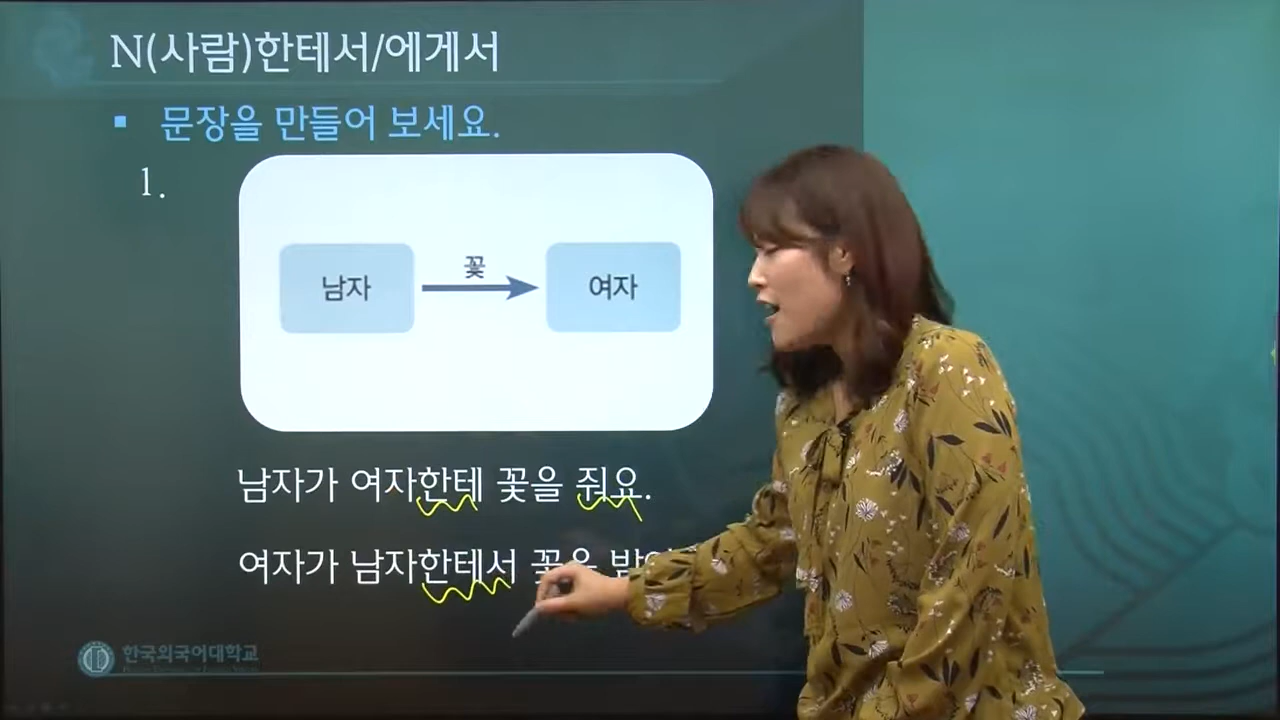 N(사람)한테서/에게서
▪ 문장을 만들어 보세요.
1.
꽃
남자 여자
남자가 여자한테 꽃을 줘요.
여자가 남자한테서 꽃을
한국외국어대학교